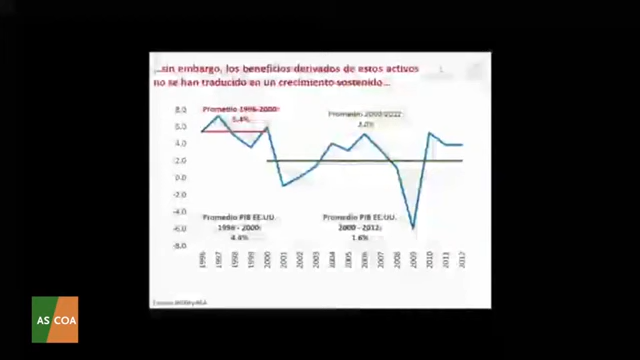 ...sin embargo, los beneficios derivados de estos activos
no se han traducido en un crecimiento sostenido...
Promedio 1996-2000:
5.4%
Promedio 2000-2012:
2.0%
8.0
6.0
4.0
2.0
0.0
-2.0
-4.0
-6.0
-8.0
Promedio PIB EE.UU.
1996 - 2000:
4.4%
Promedio PIB EE.UU.
2000 - 2012:
1.6%
1996 1997 1998 1999 2000 2001 2002 2003 2004 2005 2006 2007 2008 2009 2010 2011 2012
AS COA